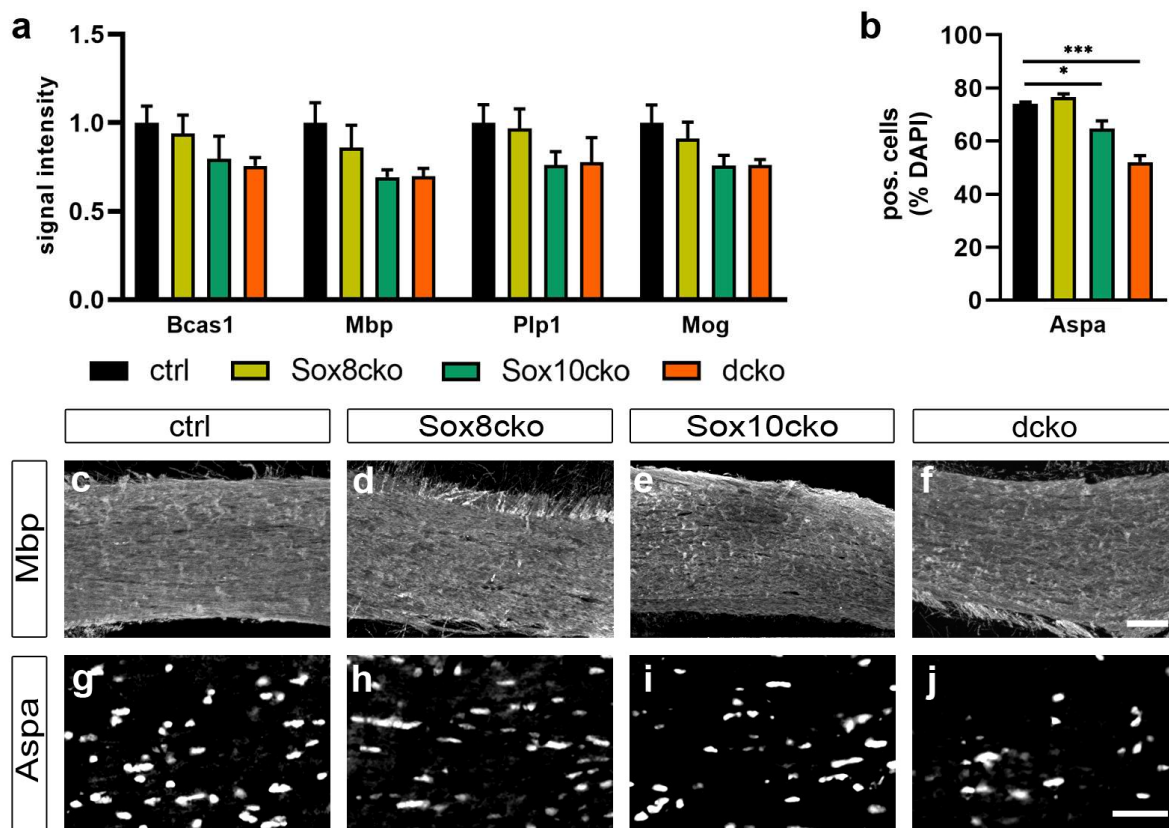 a
b
1.5
1.0
0.5
0.0
signal intensity
Bcas1 Mbp Plp1 Mog
100
80
60
40
20
0
pos. cells
(% DAPI)
***
*
Aspa
ctrl Sox8cko Sox10cko dcko
ctrl Sox8cko Sox10cko dcko
Mbp
c d e f
Aspa
g h i j